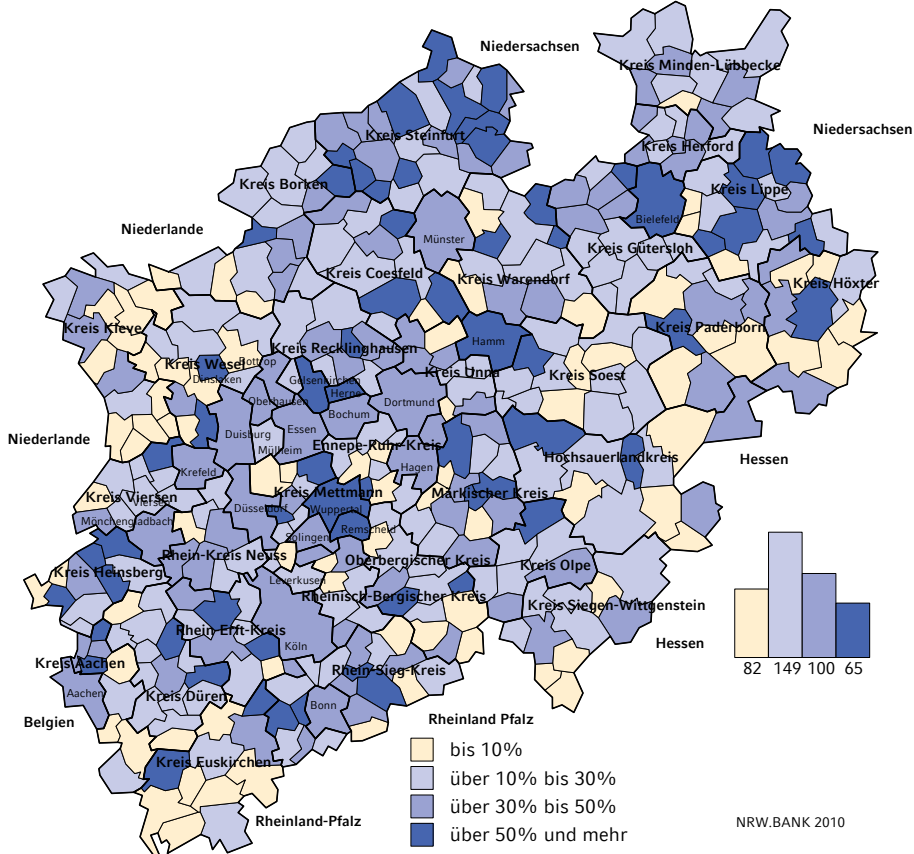 Niedersachsen
Kreis Minden-Lübbecke
Niedersachsen
Kreis Steinfurt
Kreis Herford
Kreis Borken
Kreis Lippe
Bielefeld
Niederlande
Münster
Kreis Gütersloh
Kreis Coesfeld
Kreis Warendorf
Kreis Höxter
Kreis Kleve
Kreis Paderborn
Hamm
Kreis Recklinghausen
Kreis Wesel
Bottrop
Kreis Unna
Kreis Soest
Dinslaken
Gelsenkirchen
Herne
Oberhausen
Dortmund
Bochum
Essen
Duisburg
Niederlande
Ennepe-Ruhr-Kreis
Mülheim
Hochsauerlandkreis
Hessen
Hagen
Krefeld
Kreis Viersen
Viersen
Kreis Mettmann
Märkischer Kreis
Düsseldorf
Wuppertal
Mönchengladbach
Remscheid
Solingen
Rhein-Kreis Neuss
Oberbergischer Kreis
Kreis Olpe
Kreis Heinsberg
Leverkusen
Rheinisch-Bergischer Kreis
Kreis Siegen-Wittgenstein
Rhein-Erft-Kreis
Hessen
Köln
Kreis Aachen
Rhein-Sieg-Kreis
82 149 100 65
Aachen
Kreis Düren
Bonn
Belgien
Rheinland Pfalz
bis 10%
Kreis Euskirchen
über 10% bis 30%
über 30% bis 50%
Rheinland-Pfalz
NRW.BANK 2010
über 50% und mehr